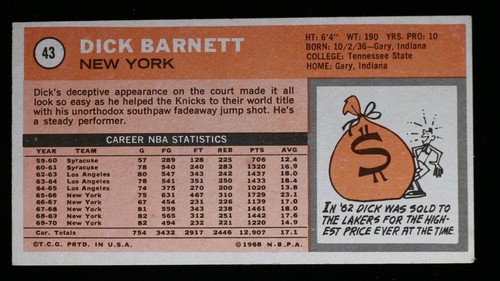 43
DICK BARNETT
NEW YORK
HT: 6'4" WT: 190 YRS. PRO: 10
BORN: 10/2/36—Gary, Indiana
COLLEGE: Tennessee State
HOME: Gary, Indiana
Dick's deceptive appearance on the court made it all
look so easy as he helped the Knicks to their world title
with his unorthodox southpaw fadeaway jump shot. He's
a steady performer.
CAREER NBA STATISTICS
YEAR TEAM G FG FT REB PTS AVG.
59-60 Syracuse 57 289 128 225 706 12.4
60-61 Syracuse 78 540 240 283 1320 16.9
62-63 Los Angeles 80 547 343 242 1437 18.0
63-64 Los Angeles 78 541 351 250 1433 18.4
64-65 Los Angeles 74 375 270 200 1020 13.8
65-66 New York 75 631 467 310 1729 23.1
66-67 New York 67 454 231 226 1139 17.0
67-68 New York 81 559 343 238 1461 18.0
68-69 New York 82 565 312 251 1442 17.6
69-70 New York 82 494 232 221 1220 14.9
Car. Totals 754 3432 2917 2446 12,907 17.1
©T.C.G. PRTD. IN U.S.A. ©1968 N.B.P.A.
$
IN '62 DICK WAS SOLD TO
THE LAKERS FOR THE HIGH-
EST PRICE EVER AT THE TIME